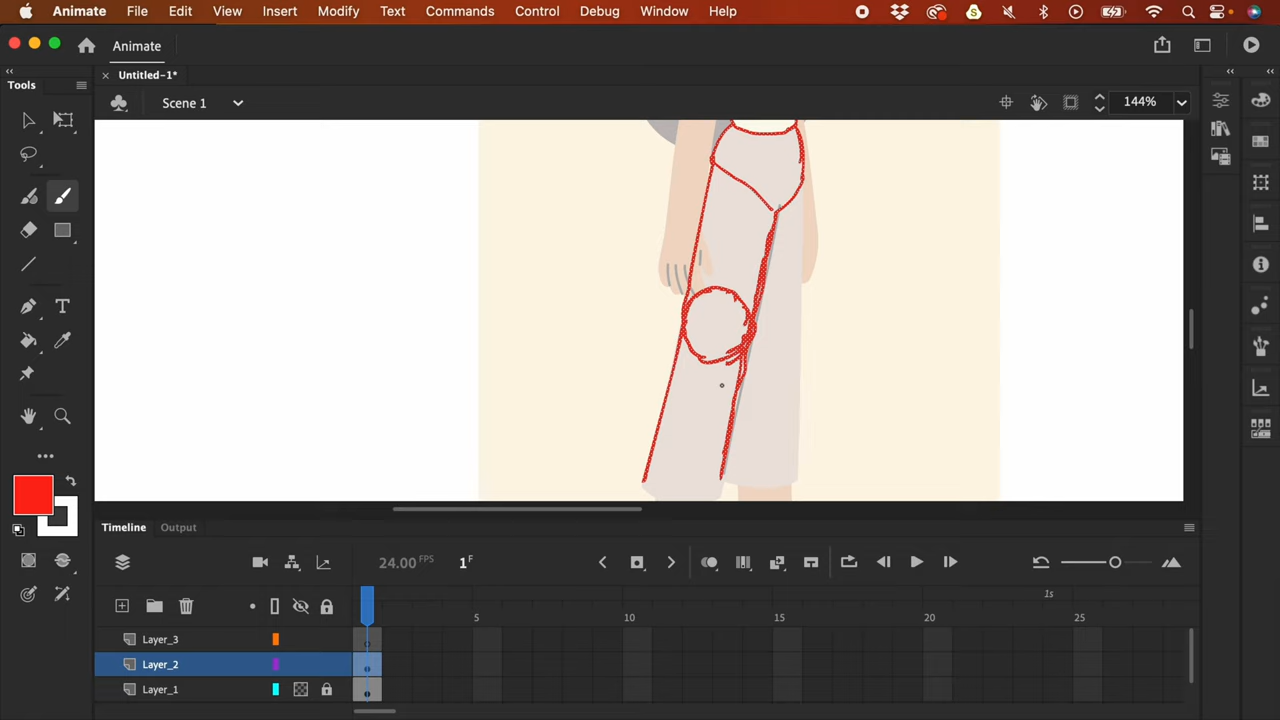 Animate File Edit View Insert Modify Text Commands Control Debug Window Help
Animate
Tools
Untitled-1*
Scene 1
144%
T
Timeline Output
24.00 FPS 1F
1s
5 10 15 20 25
Layer_3
Layer_2
Layer_1